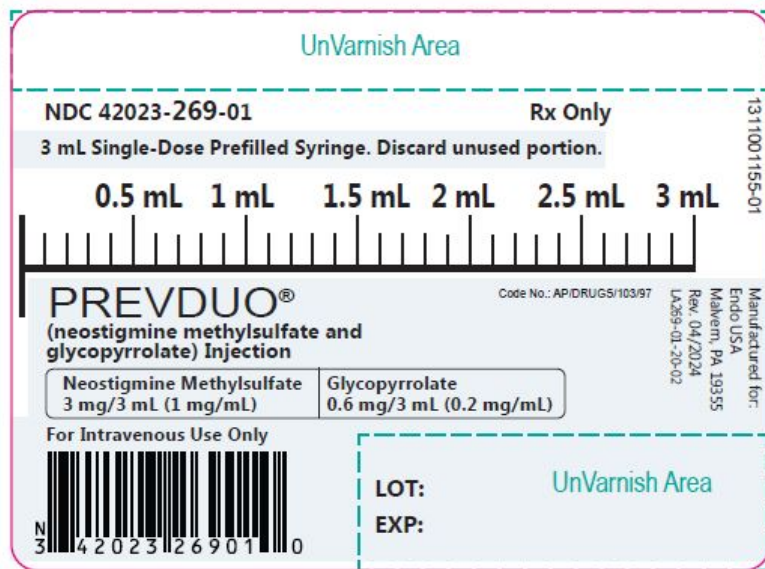 UnVarnish Area
NDC 42023-269-01
Rx Only
3 mL Single-Dose Prefilled Syringe. Discard unused portion.
0.5 mL 1 mL 1.5 mL 2 mL 2.5 mL 3 mL
1311001155-01
PREVDUO®
Code No.: AP/DRUGS/103/97
(neostigmine methylsulfate and
glycopyrrolate) Injection
Neostigmine Methylsulfate
3 mg/3 mL (1 mg/mL)
Glycopyrrolate
0.6 mg/3 mL (0.2 mg/mL)
Manufactured for:
Endo USA
Malvern, PA 19355
Rev. 04/2024
LA269-01-20-02
For Intravenous Use Only
N
3 42023 26901 0
LOT:
EXP:
UnVarnish Area